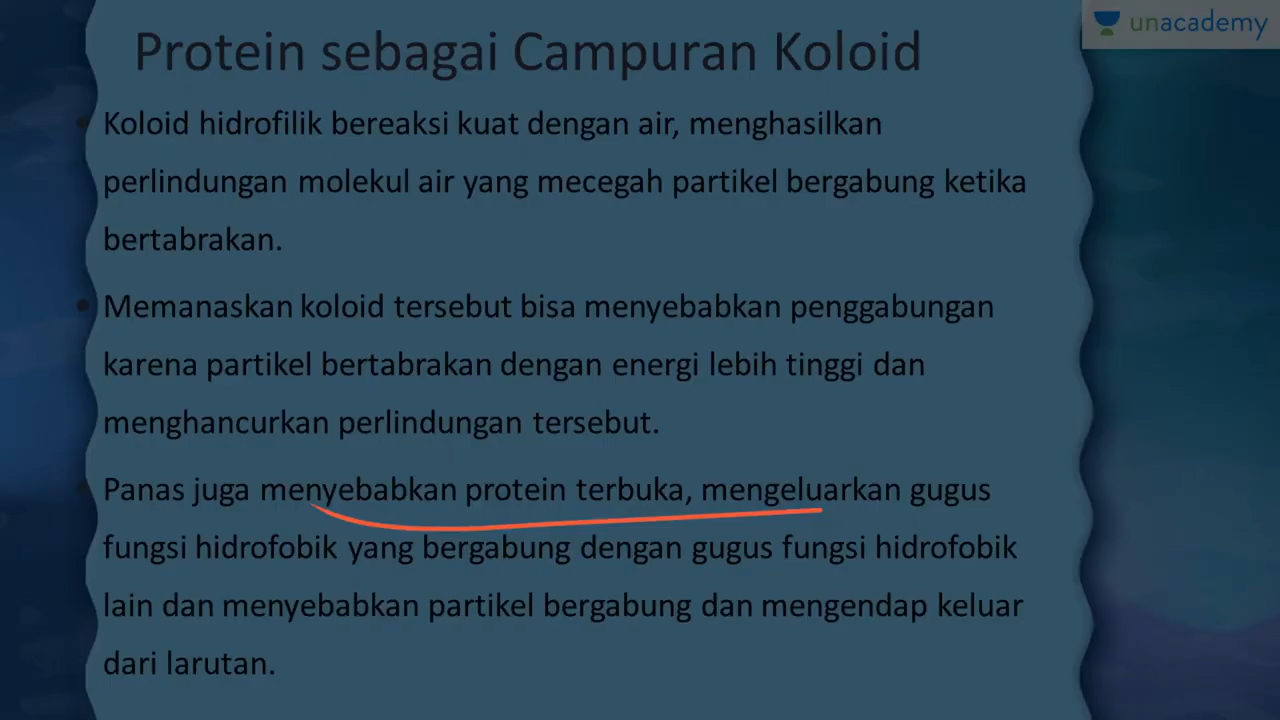 Protein sebagai Campuran Koloid
unacademy
• Koloid hidrofilik bereaksi kuat dengan air, menghasilkan
perlindungan molekul air yang mecegah partikel bergabung ketika
bertabrakan.
• Memanaskan koloid tersebut bisa menyebabkan penggabungan
karena partikel bertabrakan dengan energi lebih tinggi dan
menghancurkan perlindungan tersebut.
• Panas juga menyebabkan protein terbuka, mengeluarkan gugus
fungsi hidrofobik yang bergabung dengan gugus fungsi hidrofobik
lain dan menyebabkan partikel bergabung dan mengendap keluar
dari larutan.